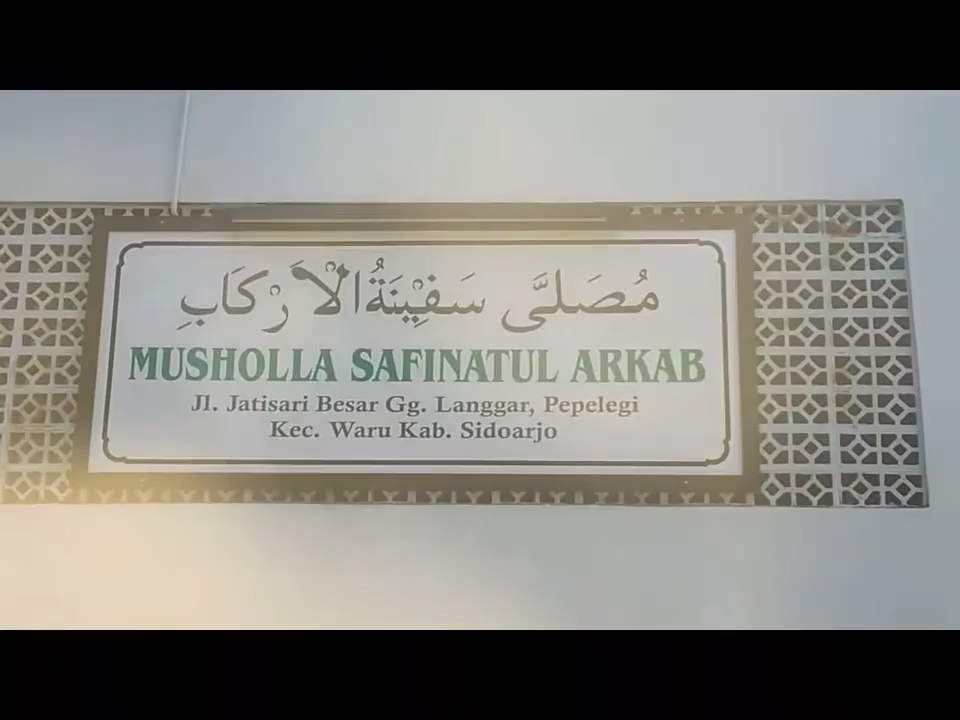 مُصَلَّى سَفِيْنَةُ الْاَرْكَابِ
MUSHOLLA SAFINATUL ARKAB
Jl. Jatisari Besar Gg. Langgar, Pepelegi
Kec. Waru Kab. Sidoarjo